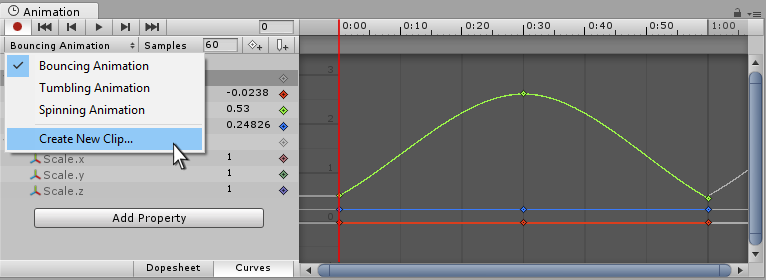 Animation
0
0:00 0:10 0:20 0:30 0:40 0:50 1:00
Bouncing Animation Samples 60
Bouncing Animation
Tumbling Animation
Spinning Animation
Create New Clip...
-0.0238
0.53
0.24826
Scale.x 1
Scale.y 1
Scale.z 1
Add Property
3
2
1
0
Dopesheet Curves